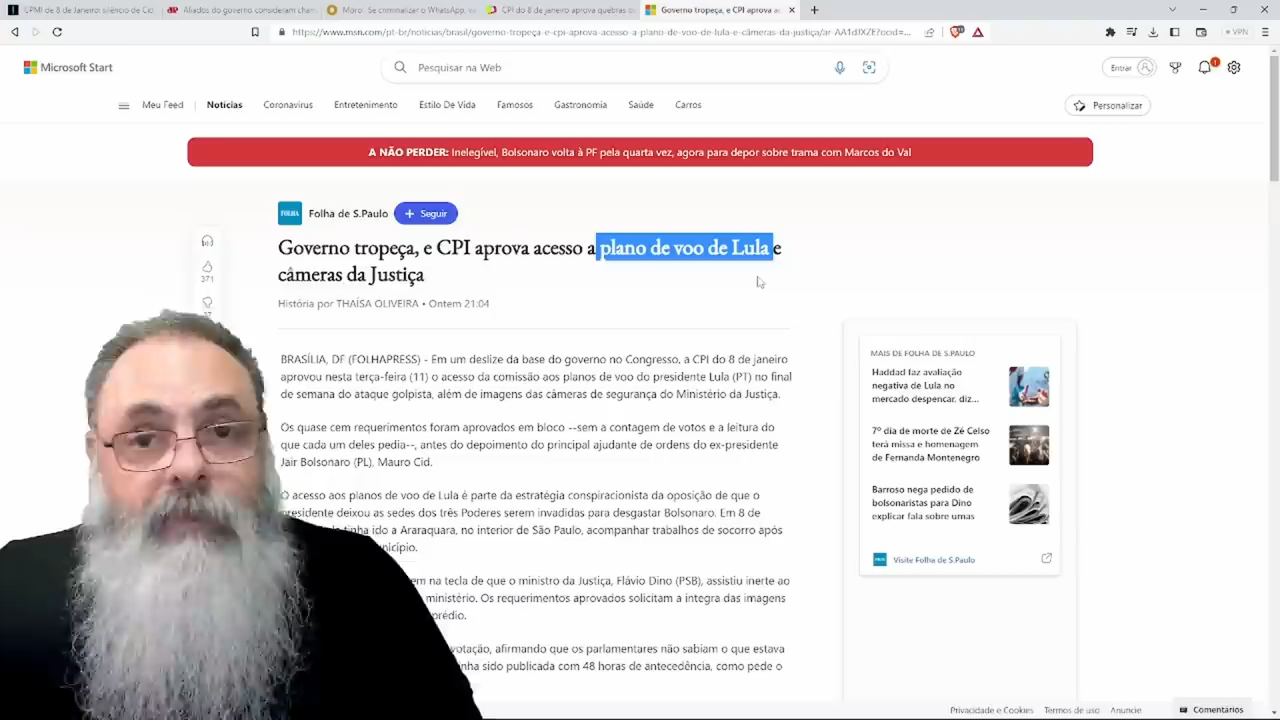 LPMI de 8 de Janeiro: silêncio de Cid
Aliados do governo consideram cham
Moro: Se criminalizar o WhatsApp, va
CPI do 8 de janeiro aprova quebras d
Governo tropeça, e CPI aprova a
https://www.msn.com/pt-br/noticias/brasil/governo-tropeça-e-cpi-aprova-acesso-a-plano-de-voo-de-lula-e-câmeras-da-justiça/ar-AA1dJXZE?ocid=...
VPN
Microsoft Start
Pesquisar na Web
Entrar
1
Meu Feed
Notícias
Coronavirus
Entretenimento
Estilo De Vida
Famosos
Gastronomia
Saúde
Carros
Personalizar
A NÃO PERDER: Inelegível, Bolsonaro volta à PF pela quarta vez, agora para depor sobre trama com Marcos do Val
FOLHA
Folha de S.Paulo
+ Seguir
Governo tropeça, e CPI aprova acesso a plano de voo de Lula e
câmeras da Justiça
371
História por THAÍSA OLIVEIRA • Ontem 21:04
BRASÍLIA, DF (FOLHAPRESS) - Em um deslize da base do governo no Congresso, a CPI do 8 de janeiro
aprovou nesta terça-feira (11) o acesso da comissão aos planos de voo do presidente Lula (PT) no final
de semana do ataque golpista, além de imagens das câmeras de segurança do Ministério da Justiça.
Os quase cem requerimentos foram aprovados em bloco --sem a contagem de votos e a leitura do
que cada um deles pedia--, antes do depoimento do principal ajudante de ordens do ex-presidente
Jair Bolsonaro (PL), Mauro Cid.
O acesso aos planos de voo de Lula é parte da estratégia conspiracionista da oposição de que o
presidente deixou as sedes dos três Poderes serem invadidas para desgastar Bolsonaro. Em 8 de
tinha ido a Araraquara, no interior de São Paulo, acompanhar trabalhos de socorro após
município.
em na tecla de que o ministro da Justiça, Flávio Dino (PSB), assistiu inerte ao
ministério. Os requerimentos aprovados solicitam a íntegra das imagens
prédio.
votação, afirmando que os parlamentares não sabiam o que estava
nha sido publicada com 48 horas de antecedência, como pede o
MAIS DE FOLHA DE S.PAULO
Haddad faz avaliação
negativa de Lula no
mercado despencar, diz...
7º dia de morte de Zé Celso
terá missa e homenagem
de Fernanda Montenegro
Barroso nega pedido de
bolsonaristas para Dino
explicar fala sobre urnas
Visite Folha de S.Paulo
Privacidade e Cookies
Termos de uso
Anuncie
Comentários